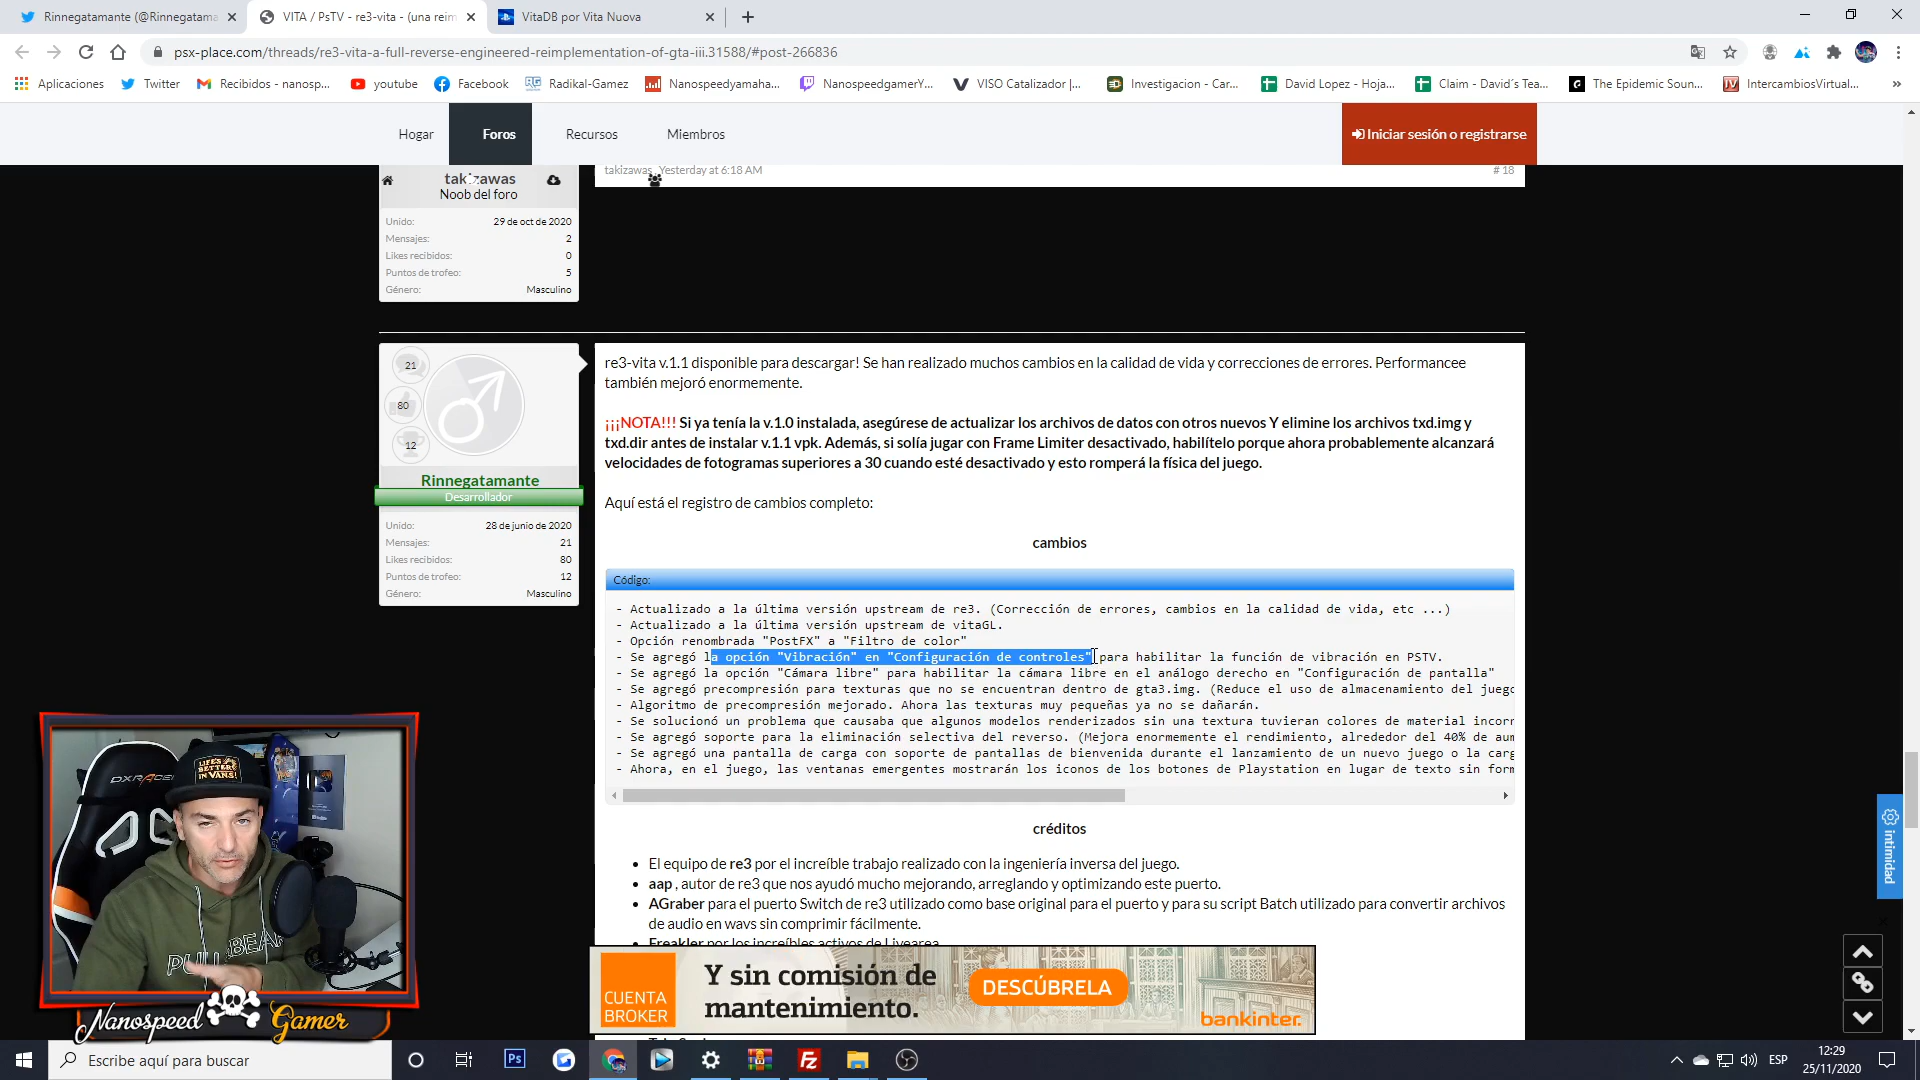 Rinnegatamante (@Rinnegatama
VITA / PsTV - re3-vita - (una reim
VitaDB por Vita Nuova
psx-place.com/threads/re3-vita-a-full-reverse-engineered-reimplementation-of-gta-iii.31588/#post-266836
Aplicaciones
Twitter
Recibidos - nanosp...
youtube
Facebook
Radikal-Gamez
Nanospeedyamaha...
NanospeedgamerY...
VISO Catalizador |...
Investigacion - Car...
David Lopez - Hoja...
Claim - David´s Tea...
The Epidemic Soun...
IntercambiosVirtual...
Hogar
Foros
Recursos
Miembros
Iniciar sesión o registrarse
takizawas
Noob del foro
Unido: 29 de oct de 2020
Mensajes: 2
Likes recibidos: 0
Puntos de trofeo: 5
Género: Masculino
takizawas, Yesterday at 6:18 AM
# 18
21
80
12
Rinnegatamante
Desarrollador
Unido: 28 de junio de 2020
Mensajes: 21
Likes recibidos: 80
Puntos de trofeo: 12
Género: Masculino
re3-vita v.1.1 disponible para descargar! Se han realizado muchos cambios en la calidad de vida y correcciones de errores. Performancee
también mejoró enormemente.
¡¡¡NOTA!!! Si ya tenía la v.1.0 instalada, asegúrese de actualizar los archivos de datos con otros nuevos Y elimine los archivos txd.img y
txd.dir antes de instalar v.1.1 vpk. Además, si solía jugar con Frame Limiter desactivado, habilítelo porque ahora probablemente alcanzará
velocidades de fotogramas superiores a 30 cuando esté desactivado y esto romperá la física del juego.
Aquí está el registro de cambios completo:
cambios
Código:
- Actualizado a la última versión upstream de re3. (Corrección de errores, cambios en la calidad de vida, etc ...)
- Actualizado a la última versión upstream de vitaGL.
- Opción renombrada "PostFX" a "Filtro de color"
- Se agregó la opción "Vibración" en "Configuración de controles" para habilitar la función de vibración en PSTV.
- Se agregó la opción "Cámara libre" para habilitar la cámara libre en el análogo derecho en "Configuración de pantalla"
- Se agregó precompresión para texturas que no se encuentran dentro de gta3.img. (Reduce el uso de almacenamiento del juego
- Algoritmo de precompresión mejorado. Ahora las texturas muy pequeñas ya no se dañarán.
- Se solucionó un problema que causaba que algunos modelos renderizados sin una textura tuvieran colores de material incorr
- Se agregó soporte para la eliminación selectiva del reverso. (Mejora enormemente el rendimiento, alrededor del 40% de aum
- Se agregó una pantalla de carga con soporte de pantallas de bienvenida durante el lanzamiento de un nuevo juego o la carg
- Ahora, en el juego, las ventanas emergentes mostrarán los iconos de los botones de Playstation en lugar de texto sin form
créditos
• El equipo de re3 por el increíble trabajo realizado con la ingeniería inversa del juego.
• aap , autor de re3 que nos ayudó mucho mejorando, arreglando y optimizando este puerto.
• AGraber para el puerto Switch de re3 utilizado como base original para el puerto y para su script Batch utilizado para convertir archivos
de audio en wavs sin comprimir fácilmente.
• Freakler por los increíbles activos de Livearea
CUENTA
BROKER
Y sin comisión de
mantenimiento.
DESCÚBRELA
bankinter.
intimidad
DXRACER
LIFE'S
BETTER
IN VANS!
PULL&BEAR
Nanospeed Gamer
Escribe aquí para buscar
Ps
Fz
ESP
12:29
25/11/2020